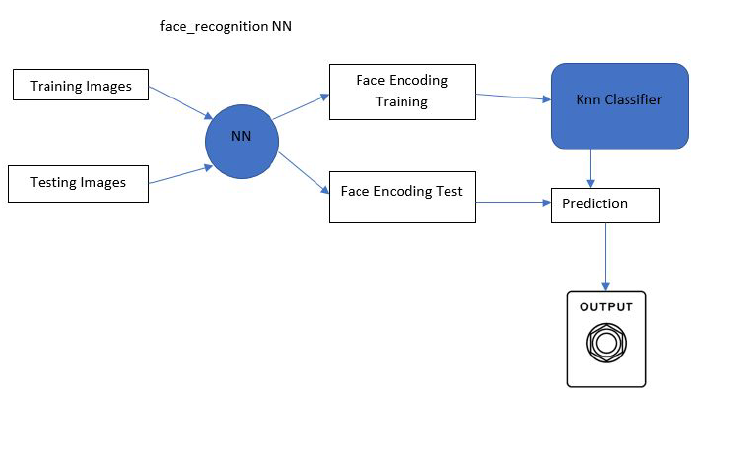 face_recognition NN
Training Images
Testing Images
NN
Face Encoding
Training
Face Encoding Test
Knn Classifier
Prediction
OUTPUT